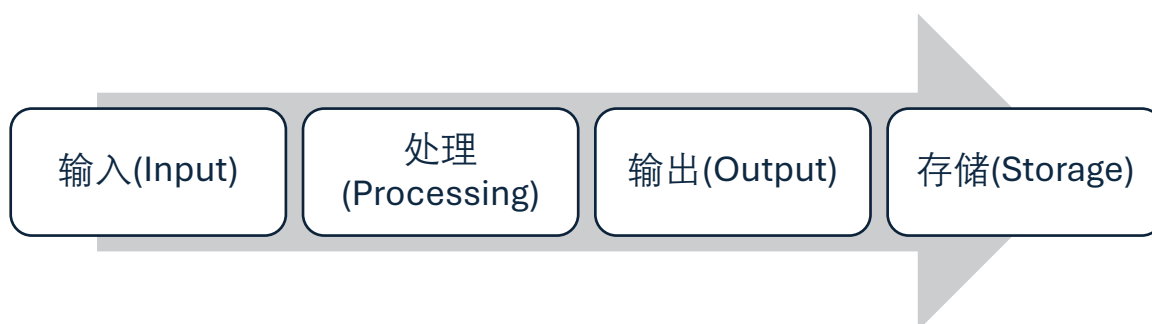 输入(Input)
处理
(Processing)
输出(Output)
存储(Storage)